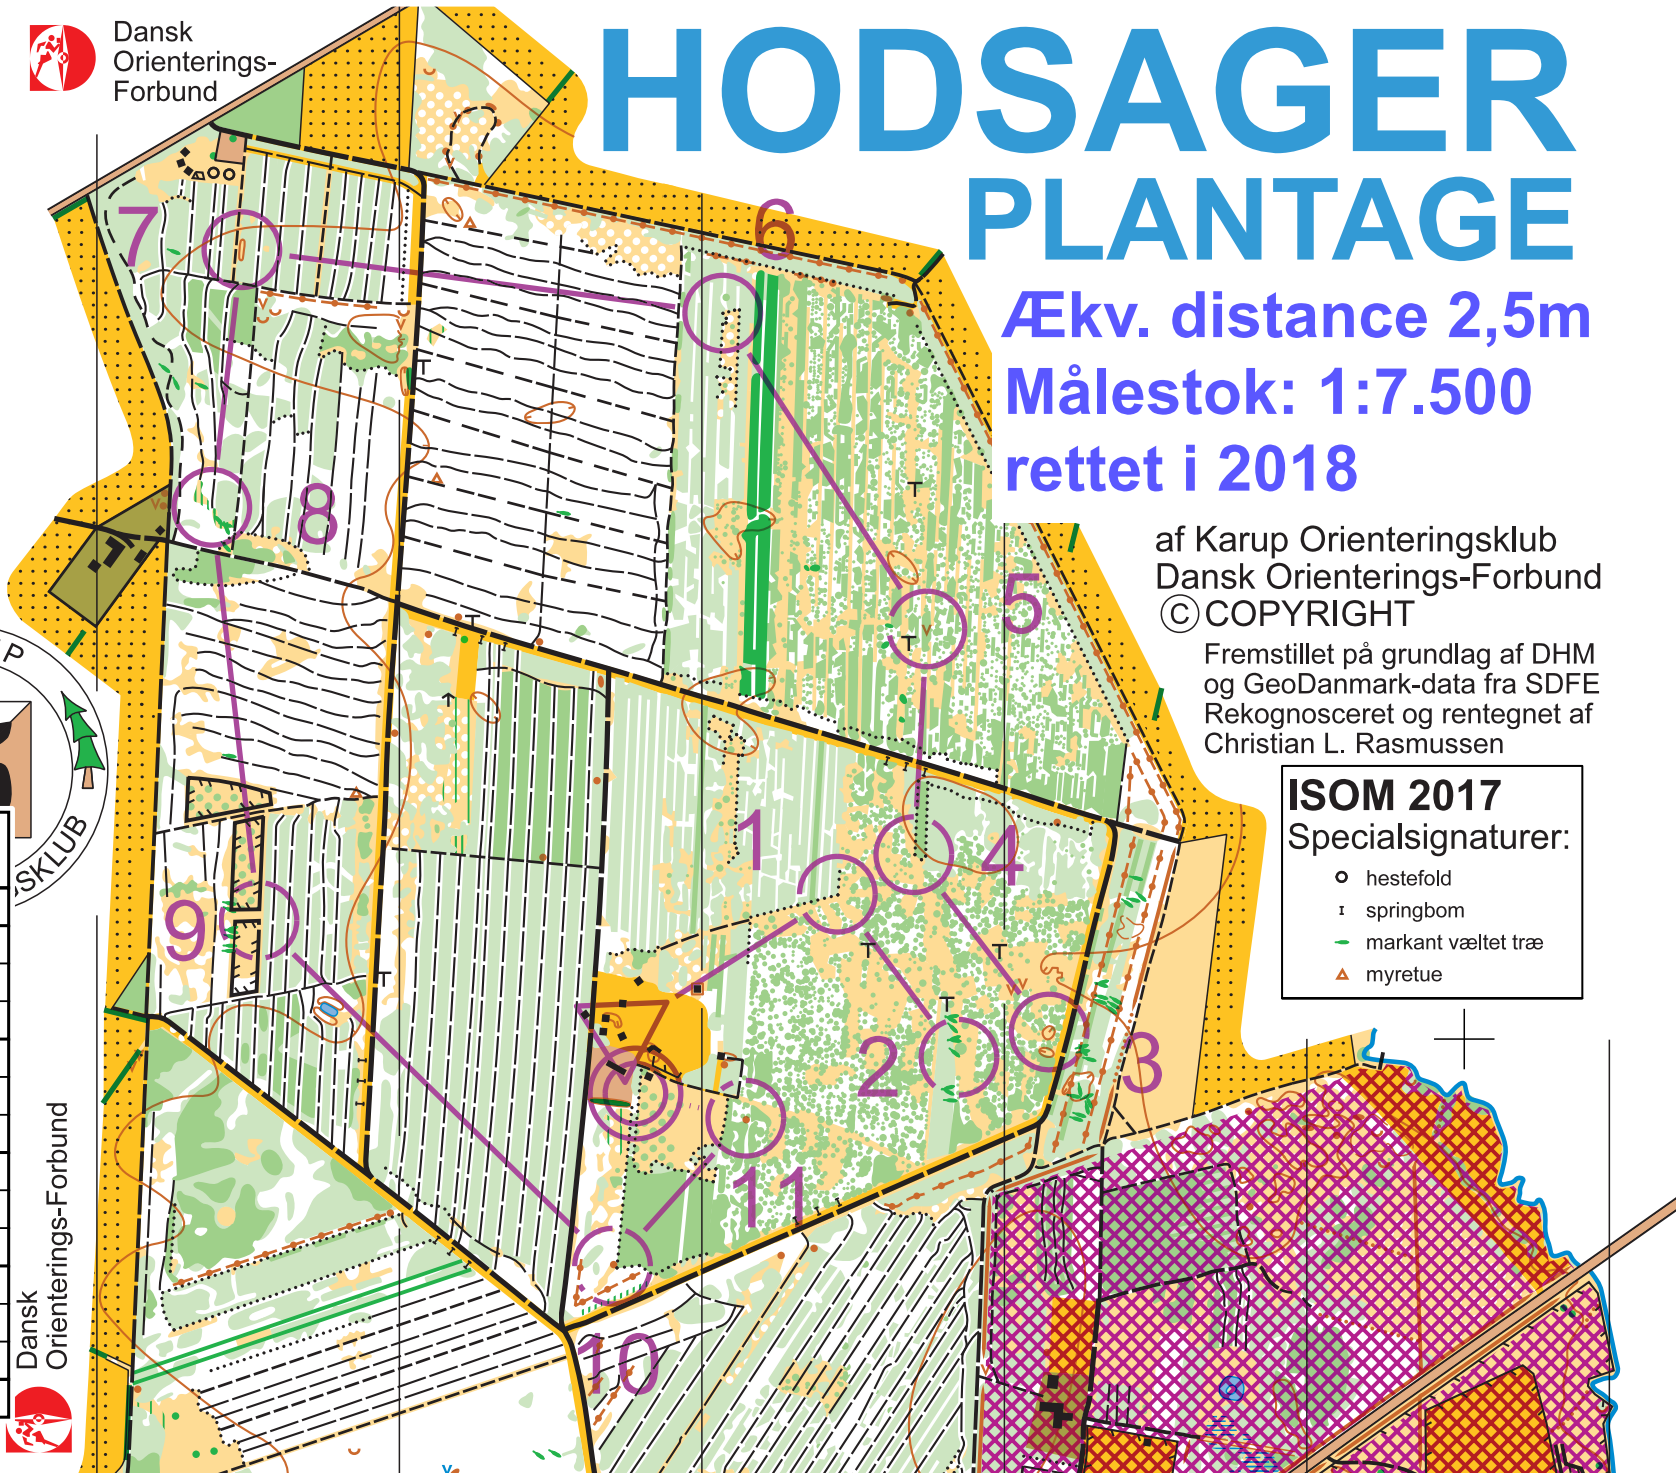 Dansk
Orienterings-
Forbund
HODSAGER
PLANTAGE
Ækv. distance 2,5m
Målestok: 1:7.500
rettet i 2018
af Karup Orienteringsklub
Dansk Orienterings-Forbund
© COPYRIGHT
Fremstillet på grundlag af DHM
og GeoDanmark-data fra SDFE
Rekognosceret og rentegnet af
Christian L. Rasmussen
ISOM 2017
Specialsignaturer:
hestefold
springbom
markant væltet træ
myretue
7
6
8
5
1
4
9
2
3
11
10
Dansk
Orienterings-Forbund